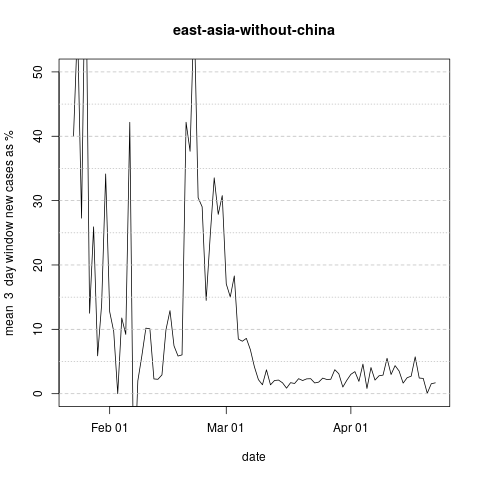 east-asia-without-china
mean 3 day window new cases as %
50
40
30
20
10
0
Feb 01
Mar 01
Apr 01
date